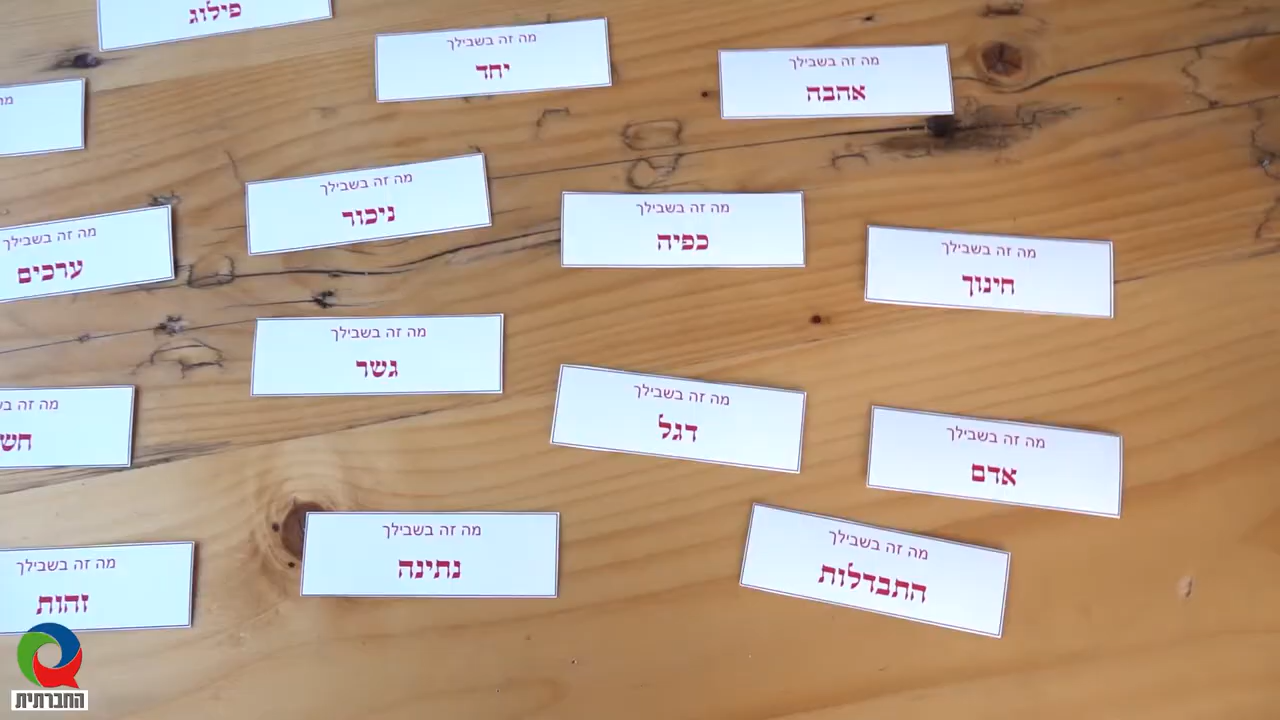 פילוג
מה זה בשבילך
יחד
מה זה בשבילך
אהבה
מה זה בשבילך
ניכור
מה זה בשבילך
כפיה
מה זה בשבילך
חינוך
מה זה בשבילך
ערכים
מה זה בשבילך
גשר
מה זה בשבילך
דגל
מה זה בשבילך
אדם
מה זה בשבילך
נתינה
מה זה בשבילך
התבדלות
מה זה בשבילך
זהות
החברתית